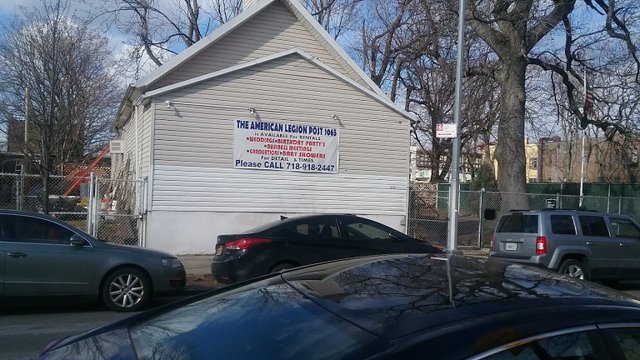 THE AMERICAN LEGION POST 1065
IS AVAILABLE FOR RENTALS
•WEDDINGS•BIRTHDAY PARTY'S
•BUSINESS MEETINGS
•GRADUATIONS•BABY SHOWERS
FOR DETAIL & TIMES
Please CALL 718-918-2447